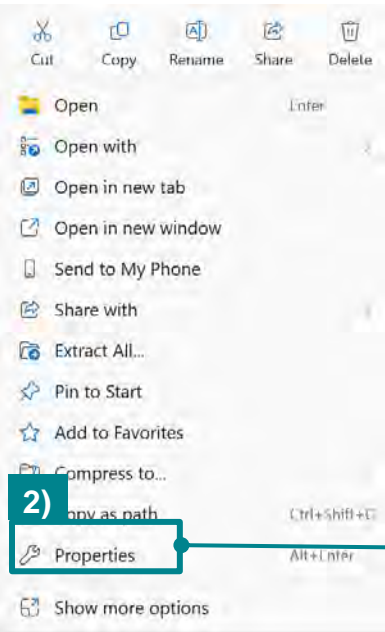 Cut Copy Rename Share Delete
Open Enter
Open with
Open in new tab
Open in new window
Send to My Phone
Share with
Extract All...
Pin to Start
Add to Favorites
Compress to...
2)
Copy as path Ctrl+Shift+C
Properties Alt+Enter
Show more options